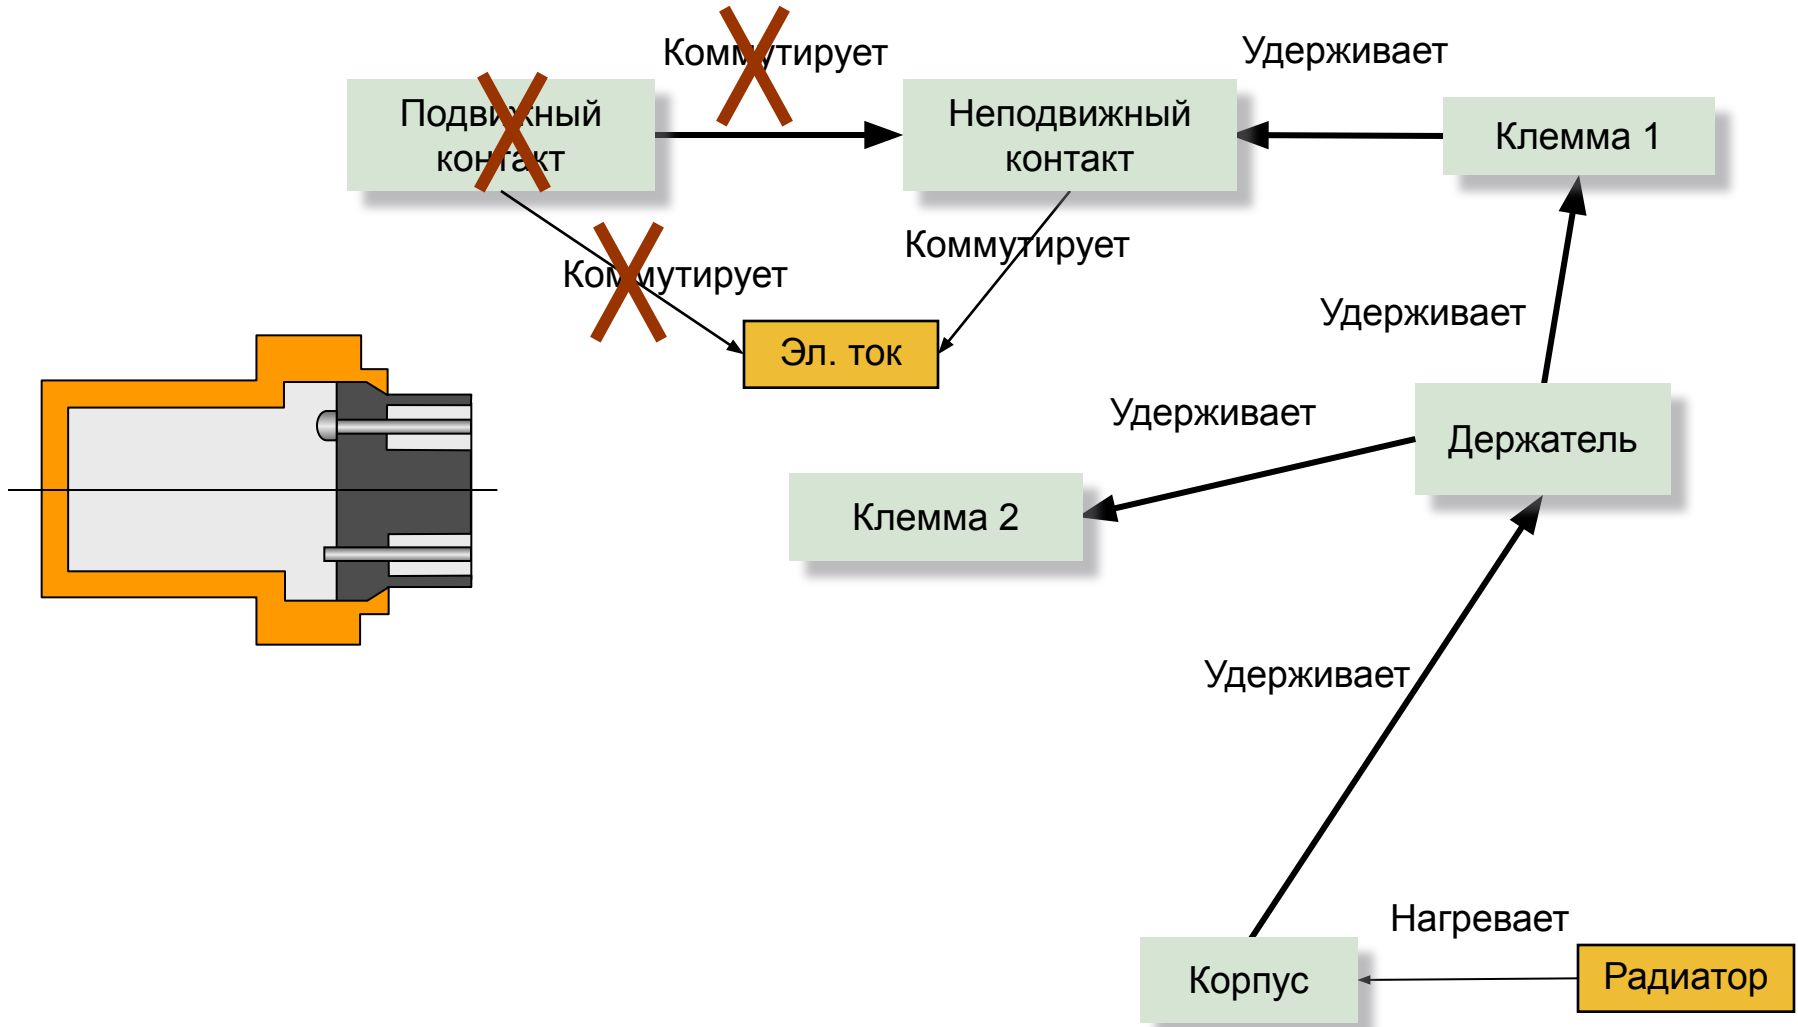 Коммутирует
Удерживает
Подвижный
контакт
Неподвижный
контакт
Клемма 1
Коммутирует
Коммутирует
Удерживает
Эл. ток
Удерживает
Держатель
Клемма 2
Удерживает
Нагревает
Корпус
Радиатор